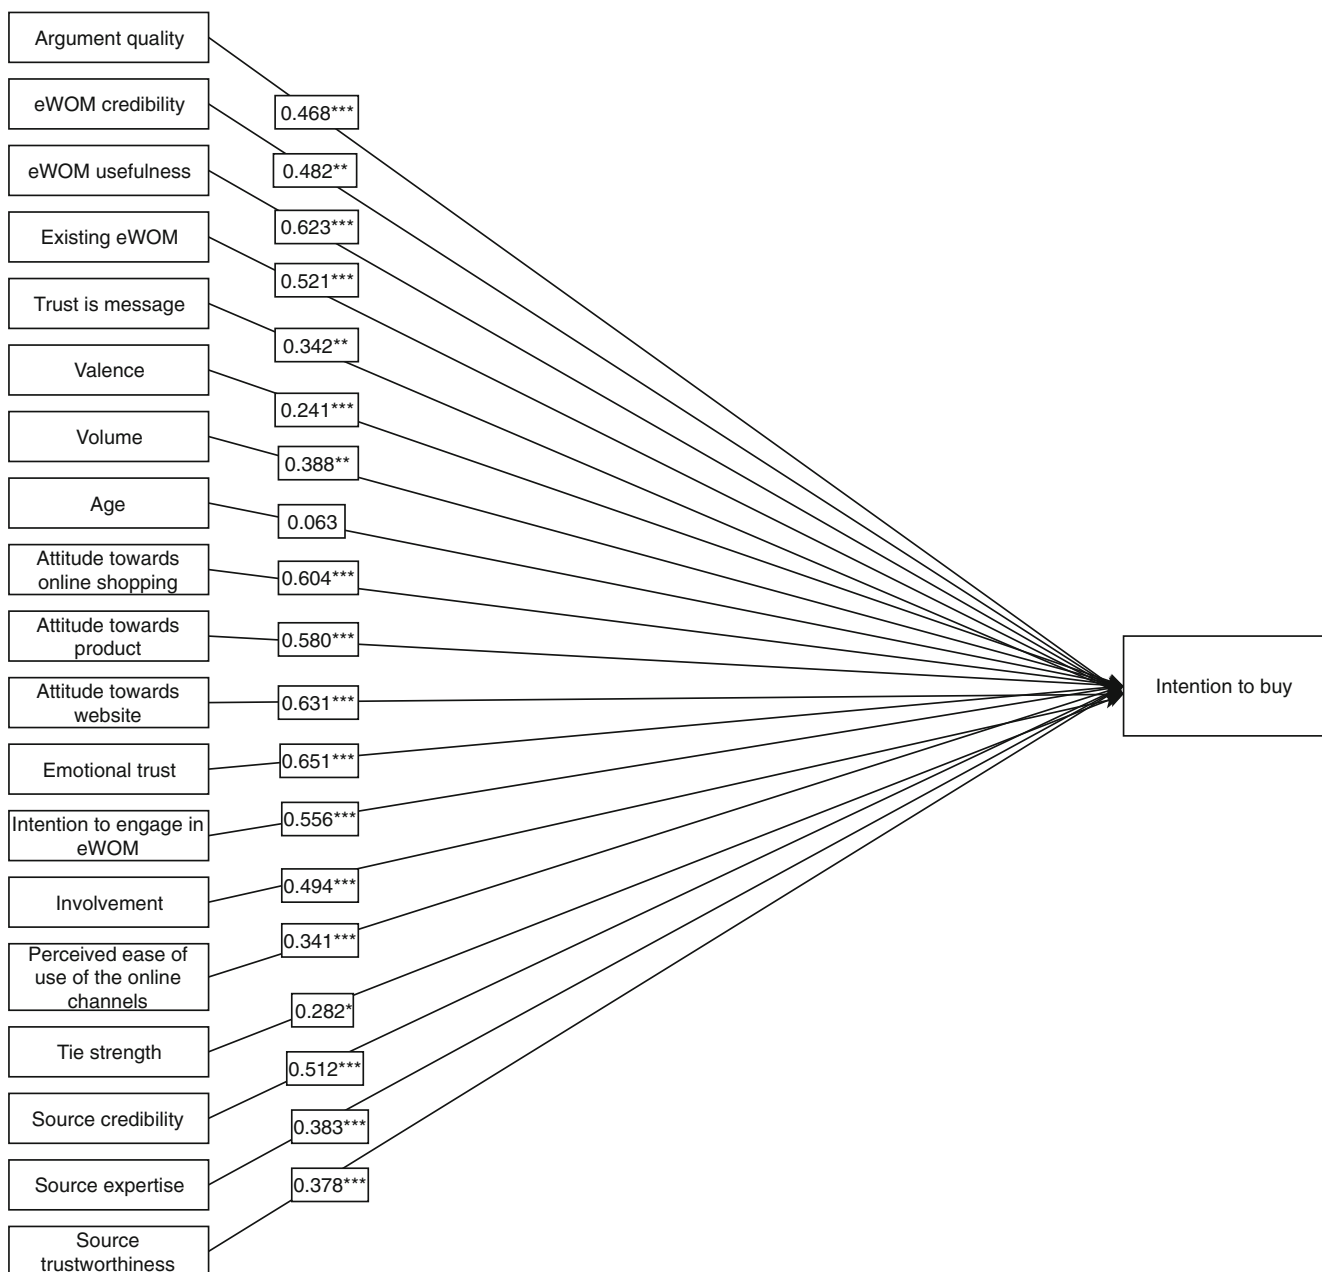 Argument quality
0.468***
eWOM credibility
0.482**
eWOM usefulness
0.623***
Existing eWOM
0.521***
Trust is message
0.342**
Valence
0.241***
Volume
0.388**
Age
0.063
Attitude towards
online shopping
0.604***
Attitude towards
product
0.580***
Attitude towards
website
0.631***
Emotional trust
0.651***
Intention to engage in
eWOM
0.556***
Involvement
0.494***
Perceived ease of
use of the online
channels
0.341***
Tie strength
0.282*
Source credibility
0.512***
Source expertise
0.383***
Source
trustworthiness
0.378***
Intention to buy